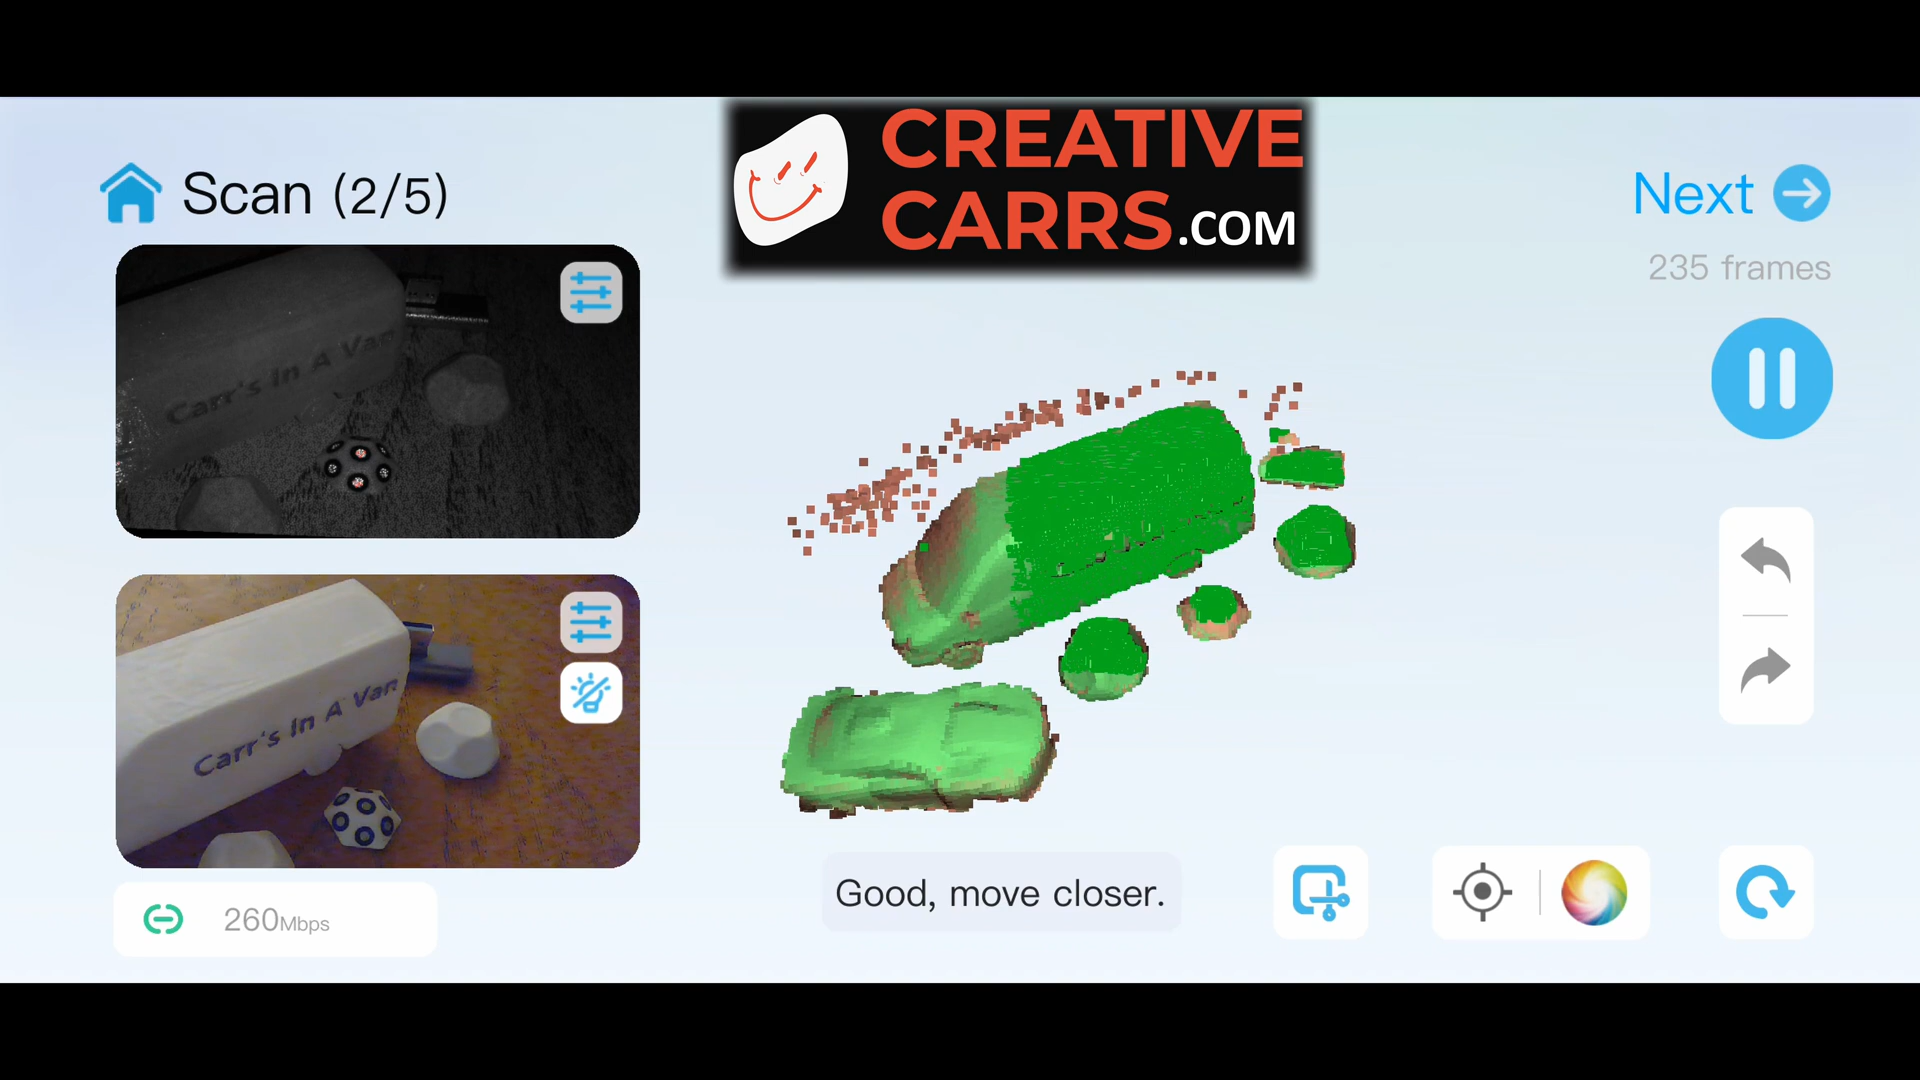 CREATIVE
CARRS.COM
Scan (2/5)
Next
235 frames
Carr's In A Van
Carr's In A Van
Good, move closer.
260Mbps